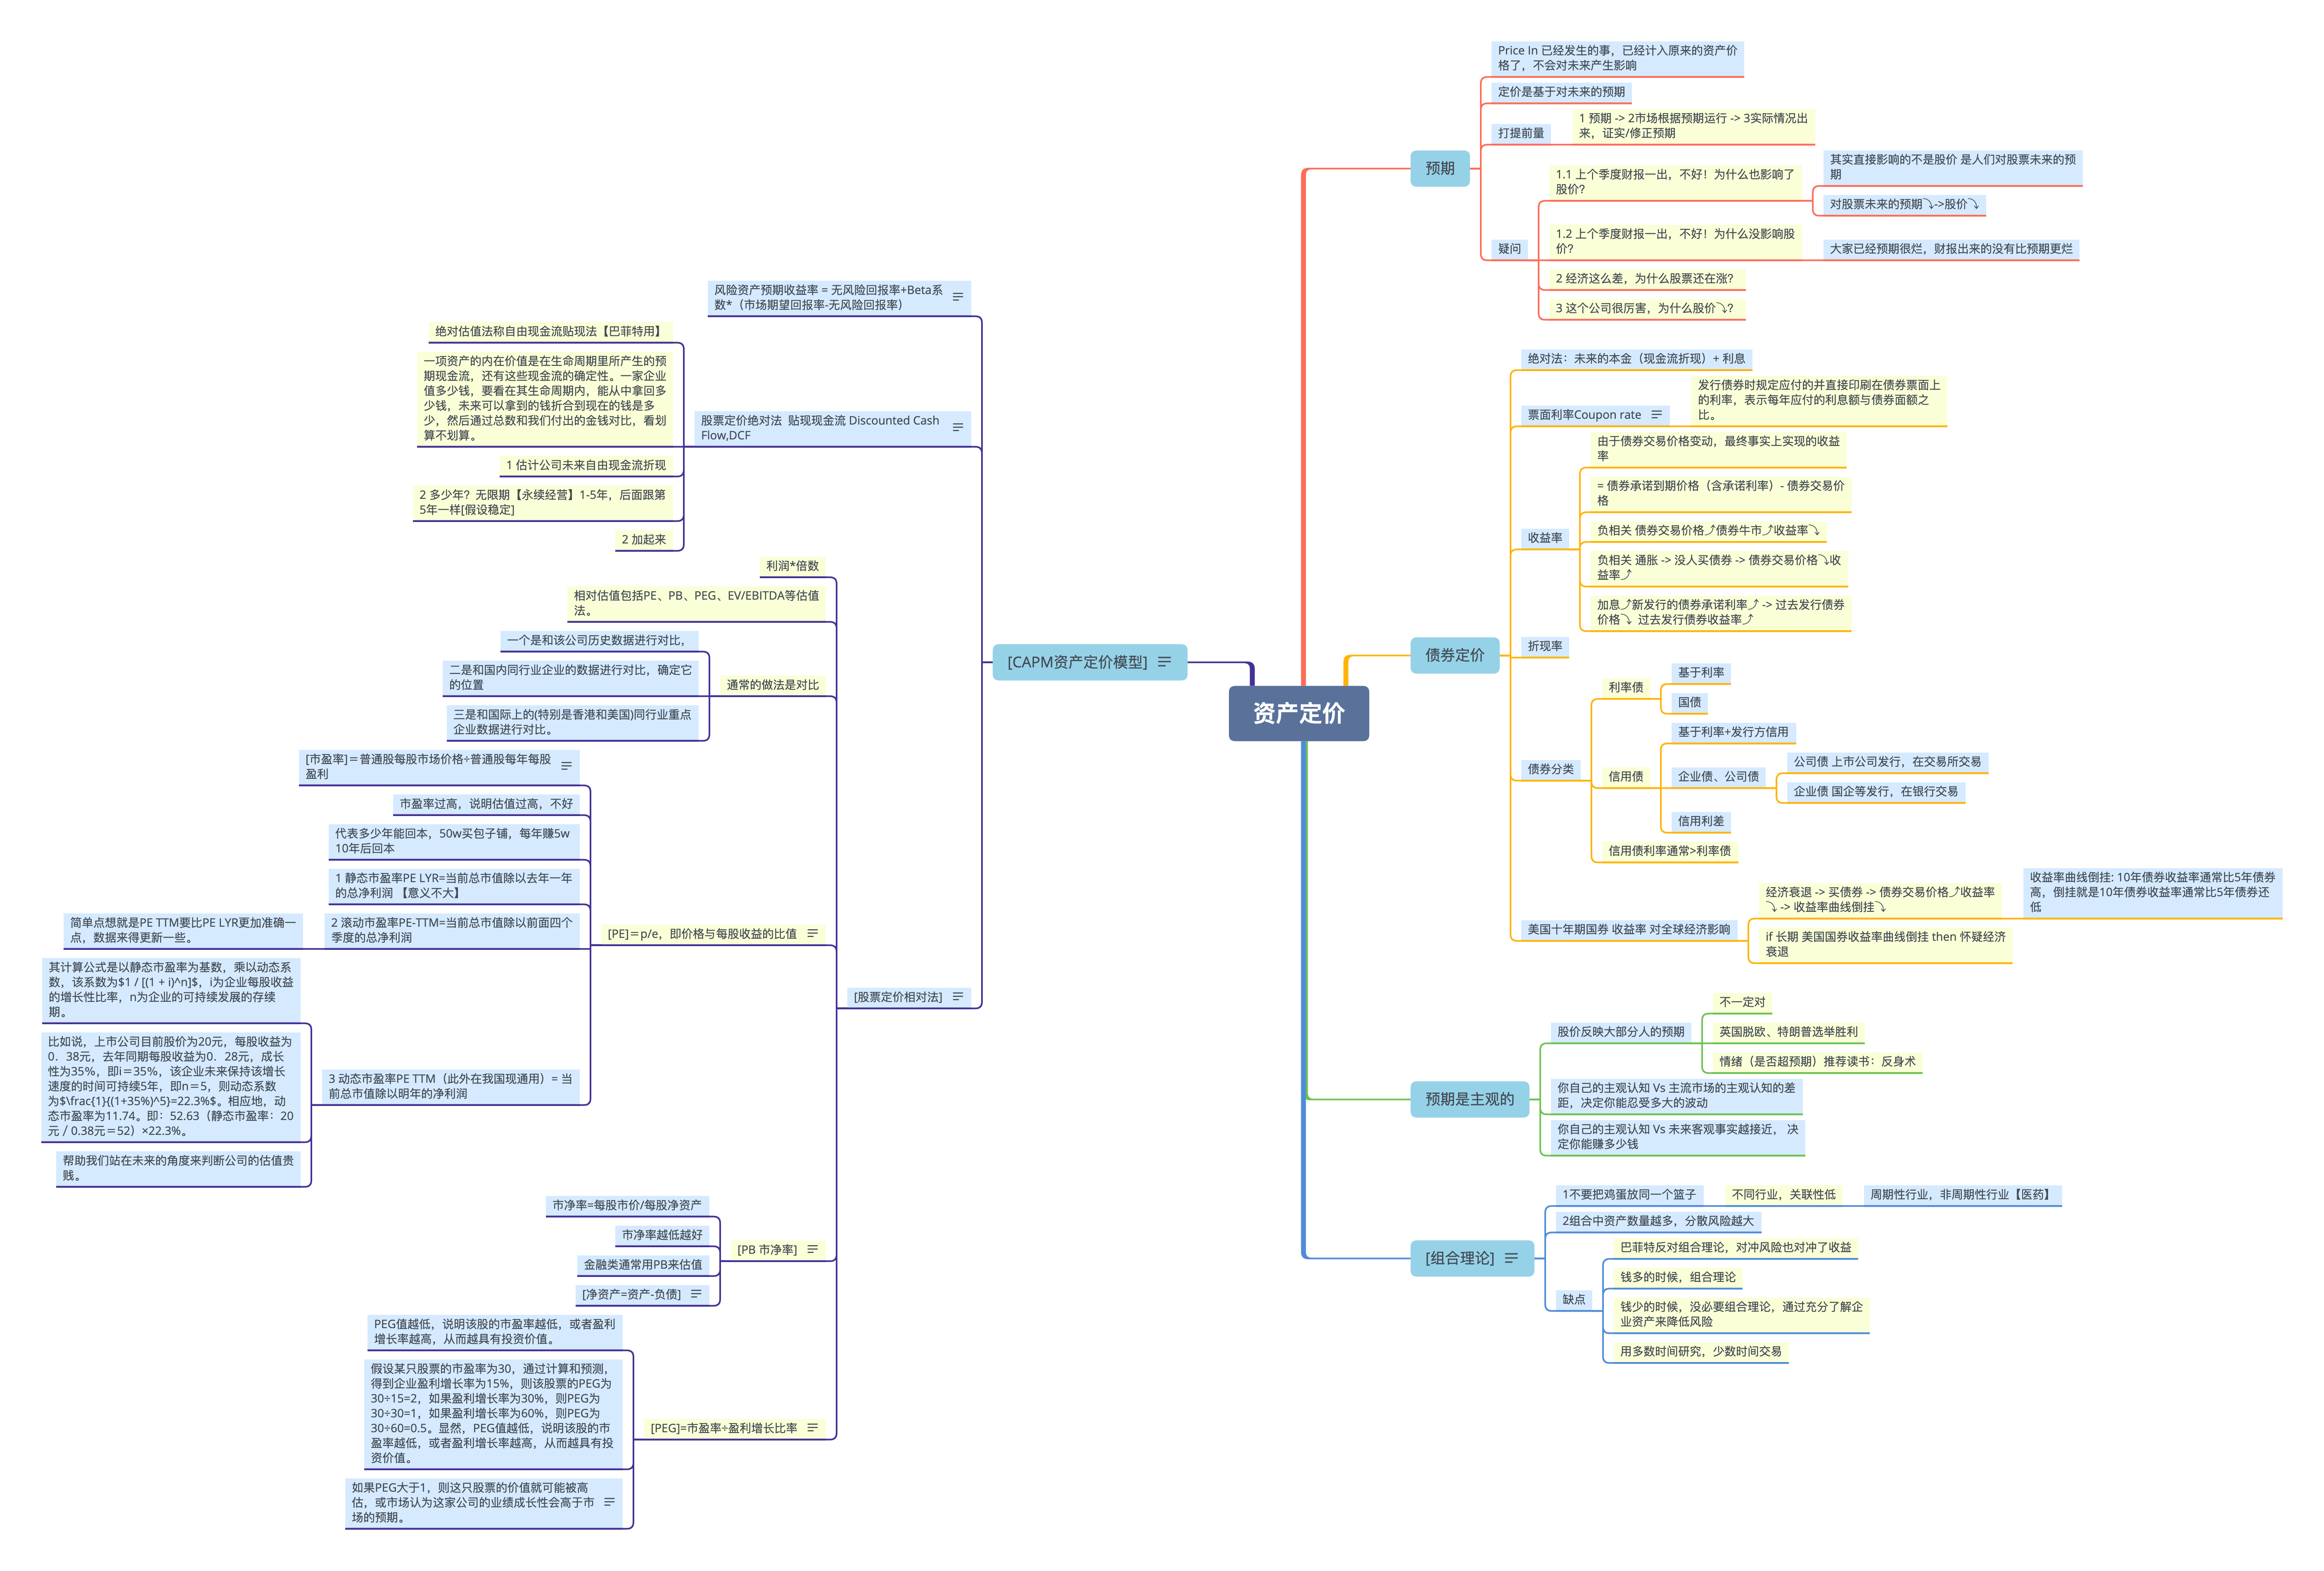 资产定价
预期
Price In 已经发生的事，已经计入原来的资产价
格了，不会对未来产生影响
定价是基于对未来的预期
打提前量
1 预期 -> 2市场根据预期运行 -> 3实际情况出
来，证实/修正预期
疑问
1.1 上个季度财报一出，不好！为什么也影响了
股价？
其实直接影响的不是股价 是人们对股票未来的预
期
对股票未来的预期⤵->股价⤵
1.2 上个季度财报一出，不好！为什么没影响股
价？
大家已经预期很烂，财报出来的没有比预期更烂
2 经济这么差，为什么股票还在涨？
3 这个公司很厉害，为什么股价⤵？
债券定价
绝对法：未来的本金（现金流折现）+ 利息
票面利率Coupon rate
发行债券时规定应付的并直接印刷在债券票面上
的利率，表示每年应付的利息额与债券面额之
比。
收益率
由于债券交易价格变动，最终事实上实现的收益
率
= 债券承诺到期价格（含承诺利率）- 债券交易价
格
负相关 债券交易价格⤴债券牛市⤴收益率⤵
负相关 通胀 -> 没人买债券 -> 债券交易价格⤵收
益率⤴
加息⤴新发行的债券承诺利率⤴ -> 过去发行债券
价格⤵ 过去发行债券收益率⤴
折现率
债券分类
利率债
基于利率
国债
信用债
基于利率+发行方信用
企业债、公司债
公司债 上市公司发行，在交易所交易
企业债 国企等发行，在银行交易
信用利差
信用债利率通常>利率债
美国十年期国券 收益率 对全球经济影响
经济衰退 -> 买债券 -> 债券交易价格⤴收益率
⤵ -> 收益率曲线倒挂⤵
收益率曲线倒挂: 10年债券收益率通常比5年债券
高，倒挂就是10年债券收益率通常比5年债券还
低
if 长期 美国国券收益率曲线倒挂 then 怀疑经济
衰退
预期是主观的
股价反映大部分人的预期
不一定对
英国脱欧、特朗普选举胜利
情绪（是否超预期）推荐读书：反身术
你自己的主观认知 Vs 主流市场的主观认知的差
距，决定你能忍受多大的波动
你自己的主观认知 Vs 未来客观事实越接近， 决
定你能赚多少钱
[组合理论]
1不要把鸡蛋放同一个篮子
不同行业，关联性低
周期性行业，非周期性行业【医药】
2组合中资产数量越多，分散风险越大
缺点
巴菲特反对组合理论，对冲风险也对冲了收益
钱多的时候，组合理论
钱少的时候，没必要组合理论，通过充分了解企
业资产来降低风险
用多数时间研究，少数时间交易
[CAPM资产定价模型]
风险资产预期收益率 = 无风险回报率+Beta系
数*（市场期望回报率-无风险回报率）
股票定价绝对法 贴现现金流 Discounted Cash
Flow,DCF
绝对估值法称自由现金流贴现法【巴菲特用】
一项资产的内在价值是在生命周期里所产生的预
期现金流，还有这些现金流的确定性。一家企业
值多少钱，要看在其生命周期内，能从中拿回多
少钱，未来可以拿到的钱折合到现在的钱是多
少，然后通过总数和我们付出的金钱对比，看划
算不划算。
1 估计公司未来自由现金流折现
2 多少年？无限期【永续经营】1-5年，后面跟第
5年一样[假设稳定]
2 加起来
[股票定价相对法]
利润*倍数
相对估值包括PE、PB、PEG、EV/EBITDA等估值
法。
通常的做法是对比
一个是和该公司历史数据进行对比，
二是和国内同行业企业的数据进行对比，确定它
的位置
三是和国际上的(特别是香港和美国)同行业重点
企业数据进行对比。
[PE]＝p/e，即价格与每股收益的比值
[市盈率]＝普通股每股市场价格÷普通股每年每股
盈利
市盈率过高，说明估值过高，不好
代表多少年能回本，50w买包子铺，每年赚5w
10年后回本
1 静态市盈率PE LYR=当前总市值除以去年一年
的总净利润 【意义不大】
2 滚动市盈率PE-TTM=当前总市值除以前面四个
季度的总净利润
简单点想就是PE TTM要比PE LYR更加准确一
点，数据来得更新一些。
3 动态市盈率PE TTM（此外在我国现通用）= 当
前总市值除以明年的净利润
其计算公式是以静态市盈率为基数，乘以动态系
数，该系数为$1 / [(1 + i)^n]$，i为企业每股收益
的增长性比率，n为企业的可持续发展的存续
期。
比如说，上市公司目前股价为20元，每股收益为
0．38元，去年同期每股收益为0．28元，成长
性为35%，即i＝35%，该企业未来保持该增长
速度的时间可持续5年，即n＝5，则动态系数
为$\frac{1}{(1+35%)^5}=22.3%$。相应地，动
态市盈率为11.74。即：52.63（静态市盈率：20
元 / 0.38元＝52）×22.3%。
帮助我们站在未来的角度来判断公司的估值贵
贱。
[PB 市净率]
市净率=每股市价/每股净资产
市净率越低越好
金融类通常用PB来估值
[净资产=资产-负债]
[PEG]=市盈率÷盈利增长比率
PEG值越低，说明该股的市盈率越低，或者盈利
增长率越高，从而越具有投资价值。
假设某只股票的市盈率为30，通过计算和预测，
得到企业盈利增长率为15%，则该股票的PEG为
30÷15=2，如果盈利增长率为30%，则PEG为
30÷30=1，如果盈利增长率为60%，则PEG为
30÷60=0.5。显然，PEG值越低，说明该股的市
盈率越低，或者盈利增长率越高，从而越具有投
资价值。
如果PEG大于1，则这只股票的价值就可能被高
估，或市场认为这家公司的业绩成长性会高于市
场的预期。